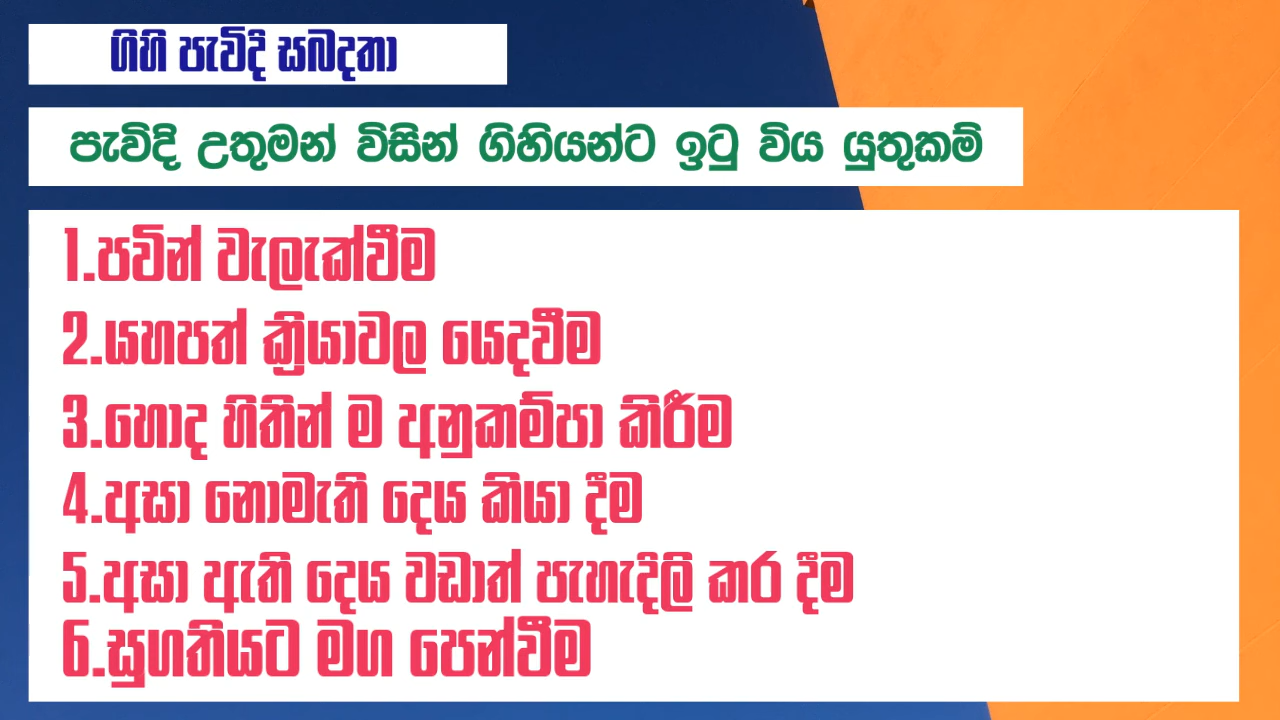 ගිහි පැවිදි සබදතා
පැවිදි උතුමන් විසින් ගිහියන්ට ඉටු විය යුතුකම්
1.පවින් වැලැක්වීම
2.යහපත් ක්‍රියාවල යෙදවීම
3.හොද හිතින් ම අනුකම්පා කිරීම
4.අසා නොමැති දෙය කියා දීම
5.අසා ඇති දෙය වඩාත් පැහැදිලි කර දීම
6.සුගතියට මග පෙන්වීම